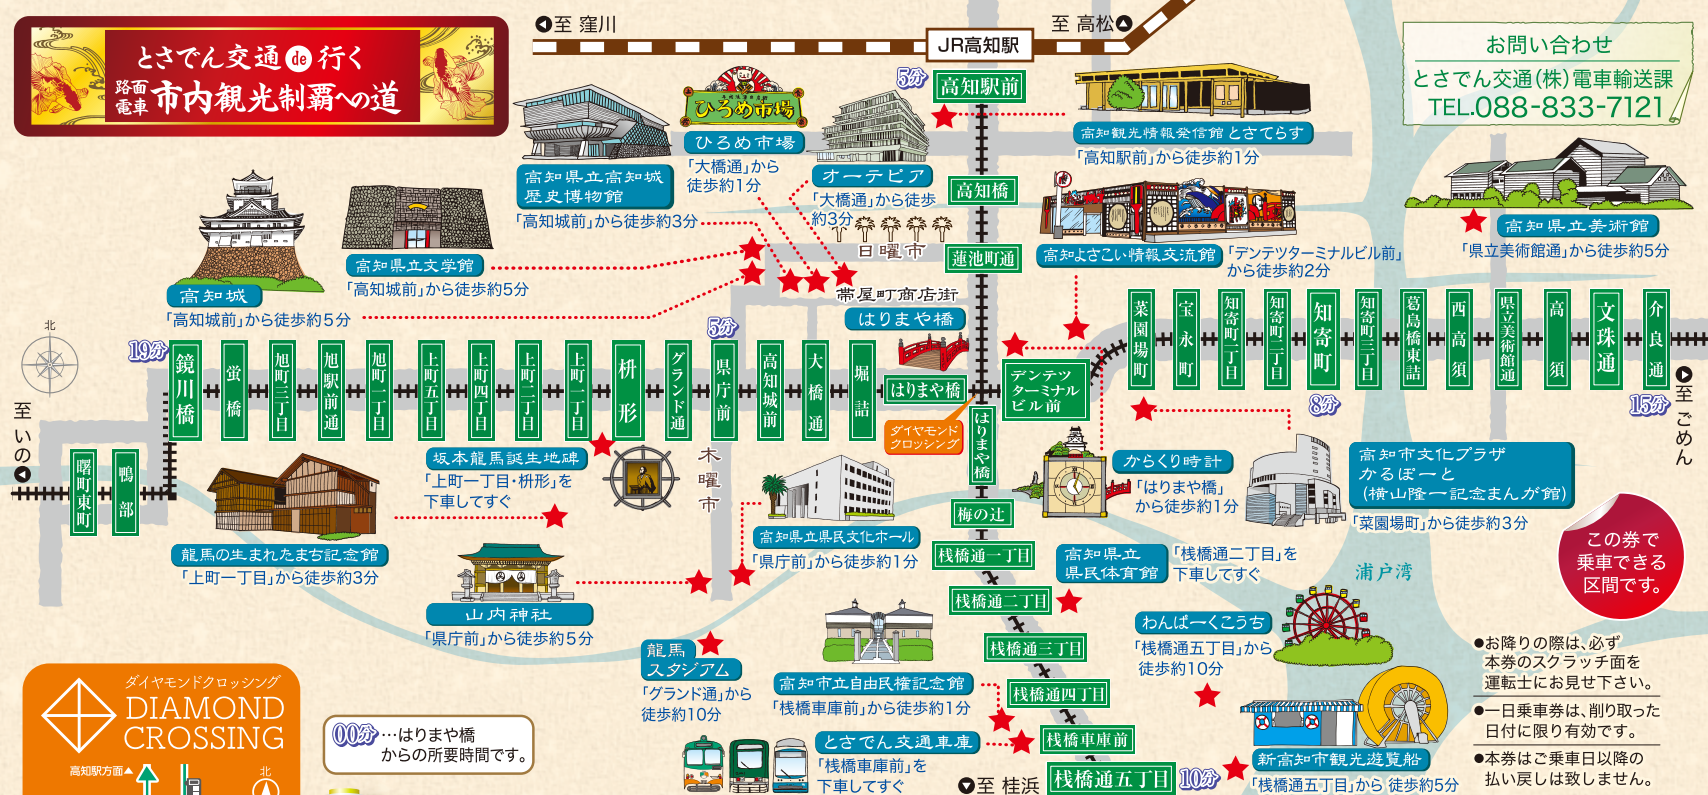 とさでん交通de行く
路面電車 市内観光制覇への道
至 窪川
至 高松
JR高知駅
お問い合わせ
とさでん交通(株)電車輸送課
TEL.088-833-7121
5分
高知駅前
高知橋
蓮池町通
高知県立高知城
歴史博物館
「高知城前」から徒歩約3分
ひろめ市場
ひろめ市場
「大橋通」から
徒歩約1分
オーテピア
「大橋通」から徒歩
約3分
日曜市
帯屋町商店街
高知観光情報発信館 とさてらす
「高知駅前」から徒歩約1分
高知よさこい情報交流館
「デンテツターミナルビル前」
から徒歩約2分
高知県立美術館
「県立美術館通」から徒歩約5分
高知城
「高知城前」から徒歩約5分
高知県立文学館
「高知城前」から徒歩約5分
はりまや橋
北
至 いの
19分
鏡川橋
蛍橋
旭町三丁目
旭駅前通
旭町一丁目
上町五丁目
上町四丁目
上町二丁目
上町一丁目
枡形
グランド通
5分
県庁前
高知城前
大橋通
堀詰
はりまや橋
デンテツ
ターミナル
ビル前
菜園場町
宝永町
知寄町一丁目
知寄町二丁目
知寄町
8分
知寄町三丁目
葛島橋東詰
西高須
県立美術館通
高須
文珠通
介良通
15分
至 ごめん
ダイヤモンド
クロッシング
はりまや橋
曙町東町
鴨部
龍馬の生まれたまち記念館
「上町一丁目」から徒歩約3分
坂本龍馬誕生地碑
「上町一丁目・枡形」を
下車してすぐ
木曜市
山内神社
「県庁前」から徒歩約5分
高知県立県民文化ホール
「県庁前」から徒歩約1分
からくり時計
「はりまや橋」
から徒歩約1分
高知市文化プラザ
かるぽーと
(横山隆一記念まんが館)
「菜園場町」から徒歩約3分
梅の辻
桟橋通一丁目
桟橋通二丁目
桟橋通三丁目
桟橋通四丁目
桟橋車庫前
桟橋通五丁目
10分
至 桂浜
高知県立
県民体育館
「桟橋通二丁目」を
下車してすぐ
浦戸湾
わんぱーくこうち
「桟橋通五丁目」から
徒歩約10分
新高知市観光遊覧船
「桟橋通五丁目」から 徒歩約5分
龍馬
スタジアム
「グランド通」から
徒歩約10分
高知市立自由民権記念館
「桟橋車庫前」から徒歩約1分
とさでん交通車庫
「桟橋車庫前」を
下車してすぐ
この券で
乗車できる
区間です。
●お降りの際は、必ず
本券のスクラッチ面を
運転士にお見せ下さい。
●一日乗車券は、削り取った
日付に限り有効です。
●本券はご乗車日以降の
払い戻しは致しません。
ダイヤモンドクロッシング
DIAMOND
CROSSING
高知駅方面▲
北
00分…はりまや橋
からの所要時間です。